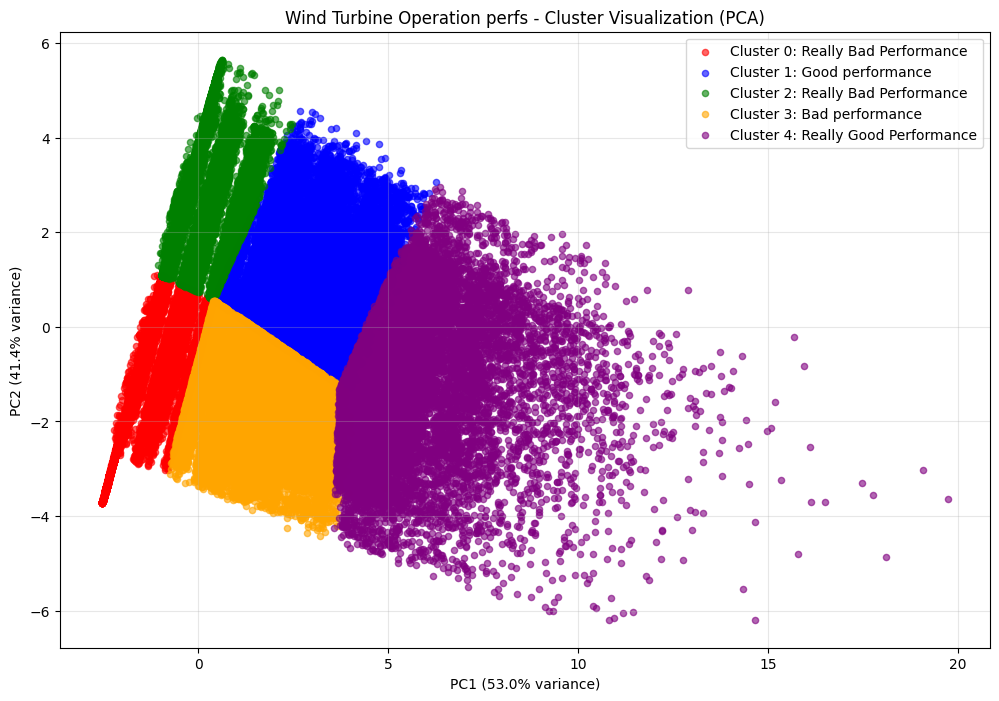 Wind Turbine Operation perfs - Cluster Visualization (PCA)
Cluster 0: Really Bad Performance
Cluster 1: Good performance
Cluster 2: Really Bad Performance
Cluster 3: Bad performance
Cluster 4: Really Good Performance
PC2 (41.4% variance)
6
4
2
0
−2
−4
−6
0
5
10
15
20
PC1 (53.0% variance)